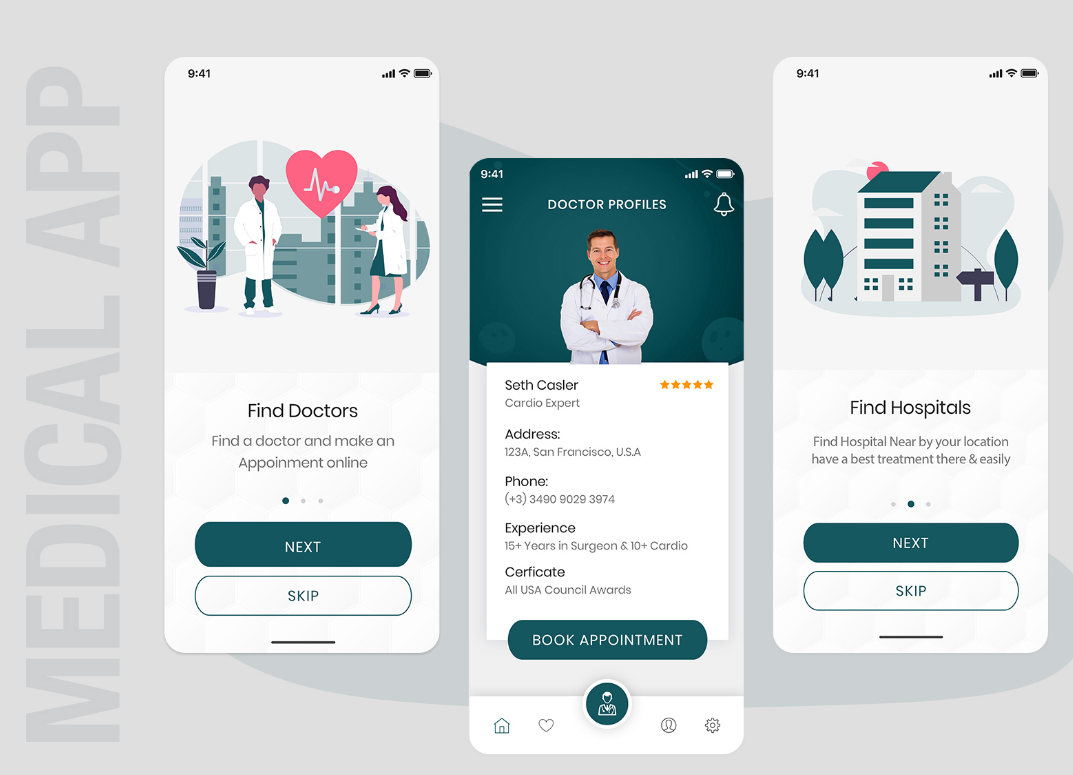 MEDICAL APP
9:41
Find Doctors
Find a doctor and make an
Appoinment online
NEXT
SKIP
9:41
DOCTOR PROFILES
Seth Casler
Cardio Expert
Address:
123A, San Francisco, U.S.A
Phone:
(+3) 3490 9029 3974
Experience
15+ Years in Surgeon & 10+ Cardio
Cerficate
All USA Council Awards
BOOK APPOINTMENT
9:41
Find Hospitals
Find Hospital Near by your location
have a best treatment there & easily
NEXT
SKIP